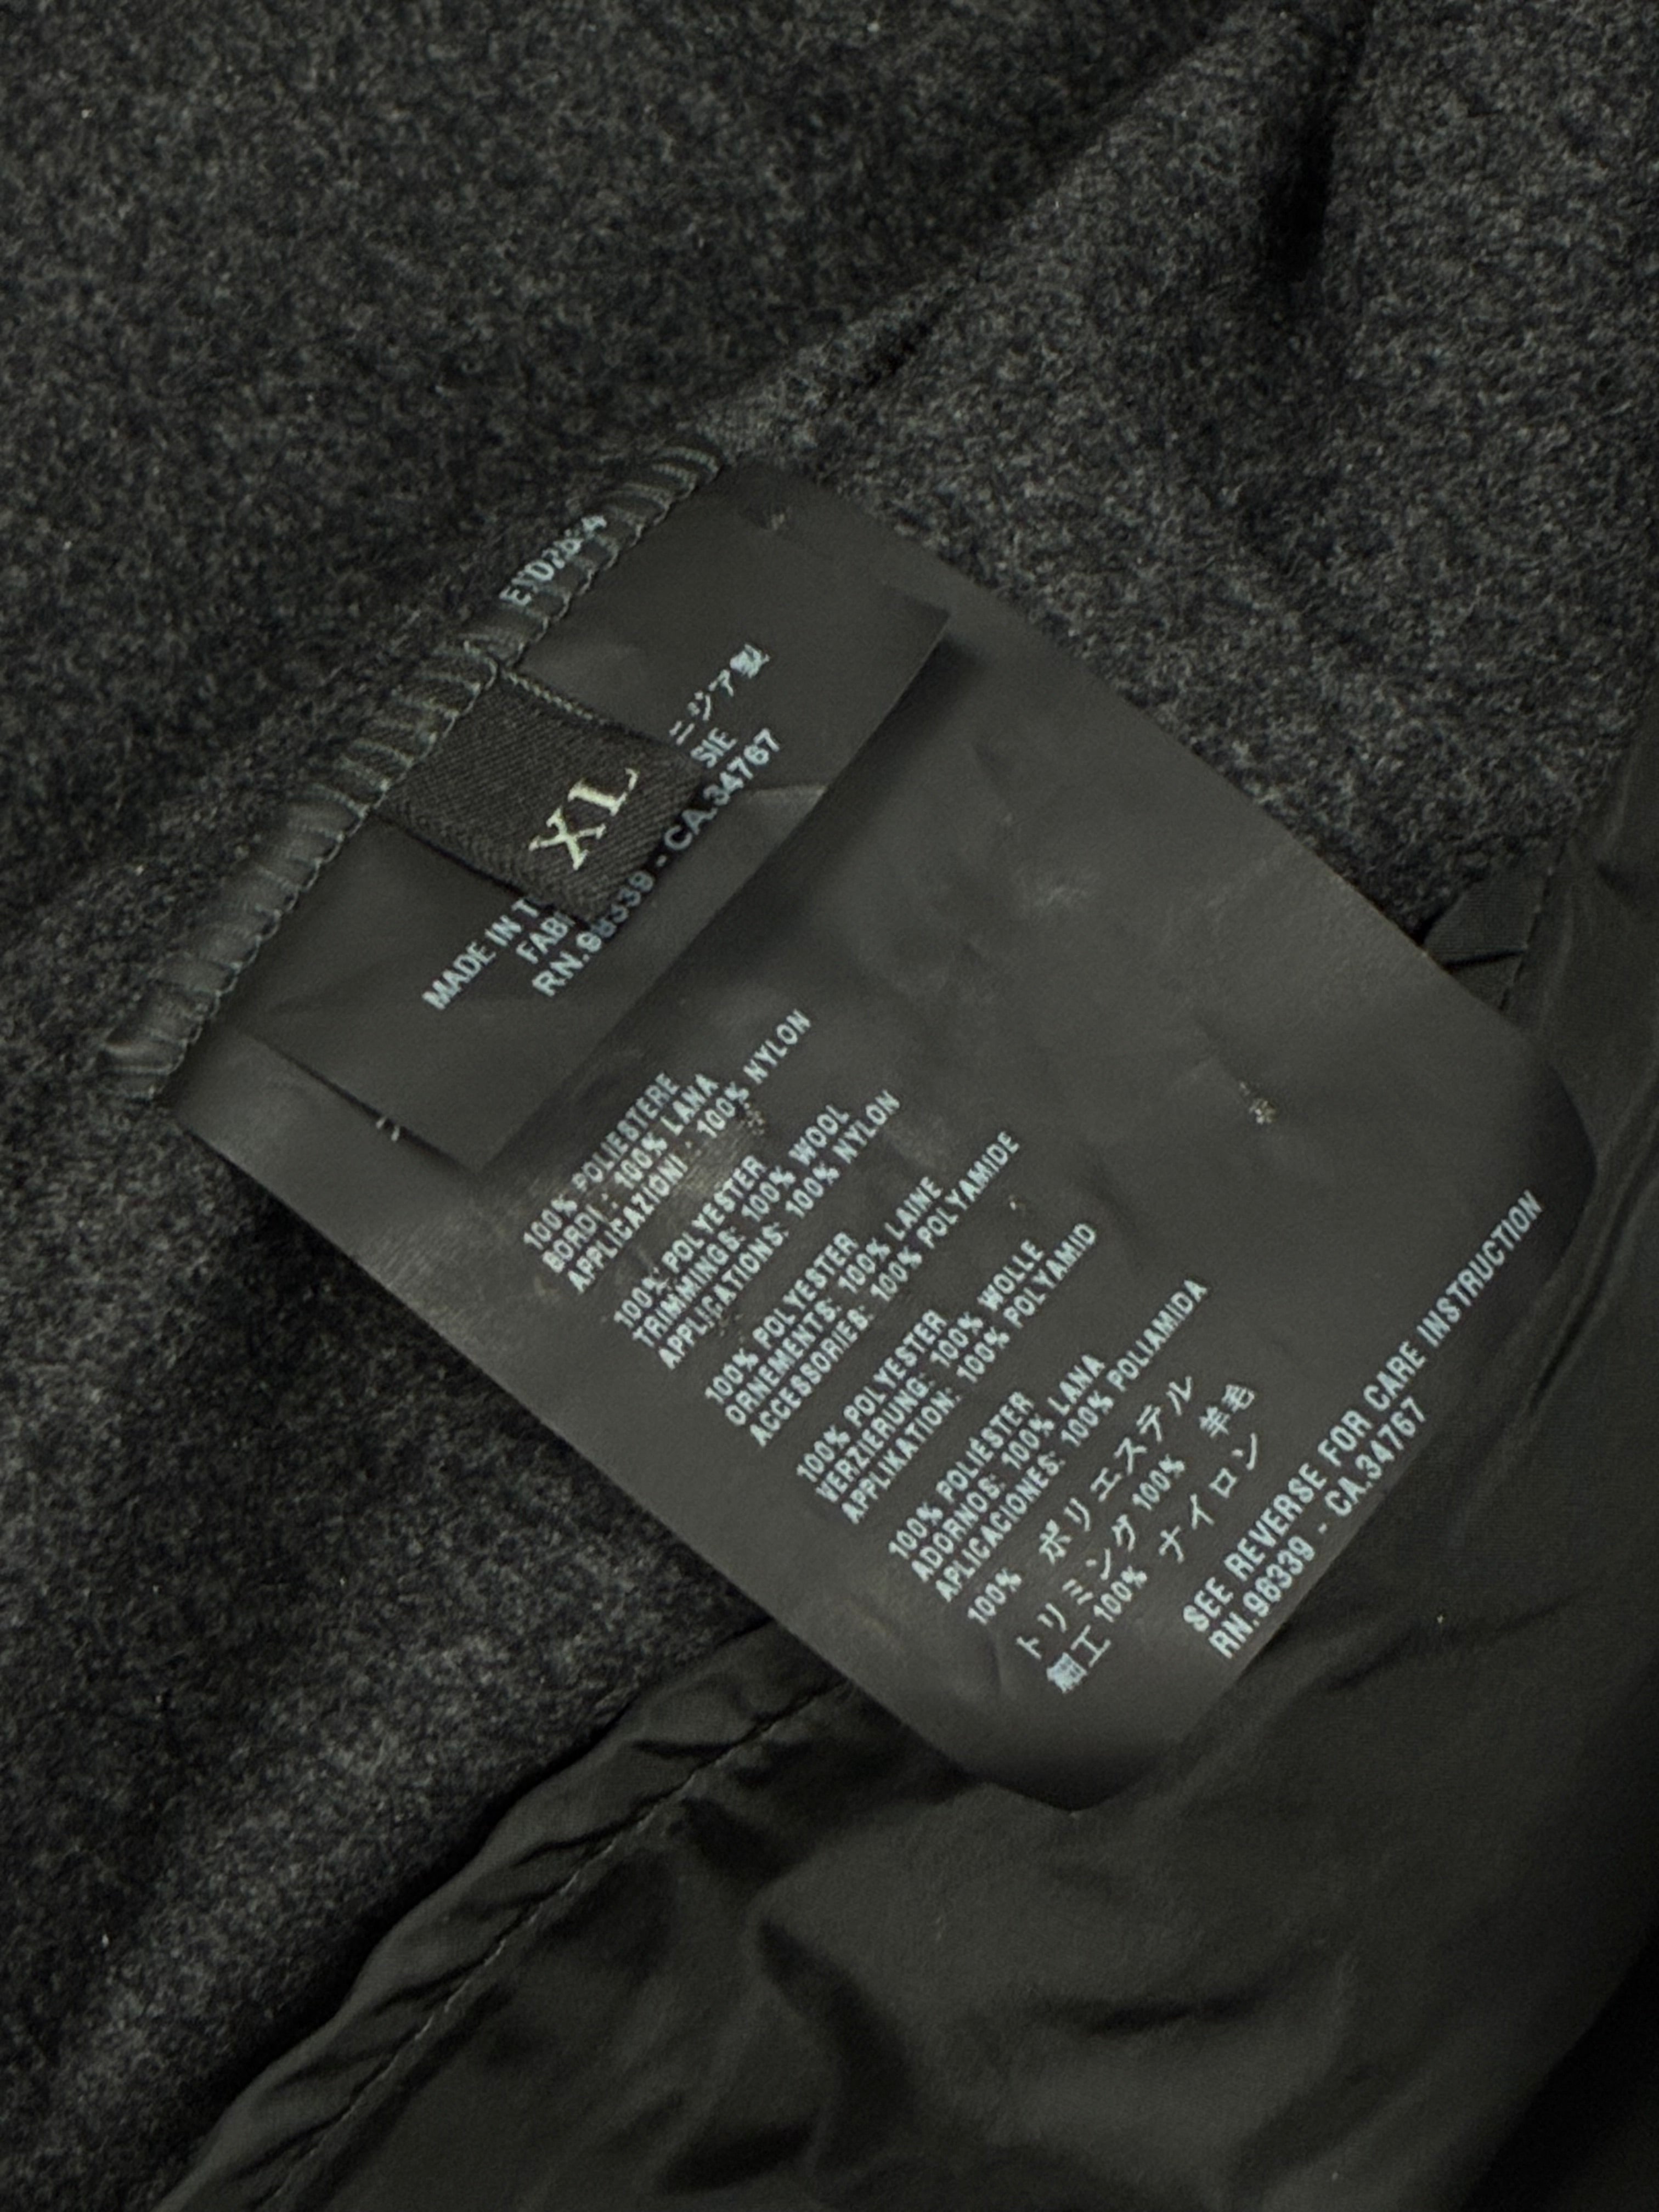 XL
ニジア製
MADE IN T
SIE
FAB
RN.96339 - CA.34767
100% POLIESTERE
BORDI : 100% LANA
APPLICAZIONI : 100% NYLON
100% POLYESTER
TRIMMINGS: 100% WOOL
APPLICATIONS: 100% NYLON
100% POLYESTER
ORNEMENTS: 100% LAINE
ACCESSORIES: 100% POLYAMIDE
100% POLYESTER
VERZIERUNG: 100% WOLLE
APPLIKATION: 100% POLYAMID
100% POLIÉSTER
ADORNOS: 100% LANA
APLICACIONES: 100% POLIAMIDA
100% ポリエステル
トリミング 100% 羊毛
細工 100% ナイロン
SEE REVERSE FOR CARE INSTRUCTION
RN.96339 - CA.34767